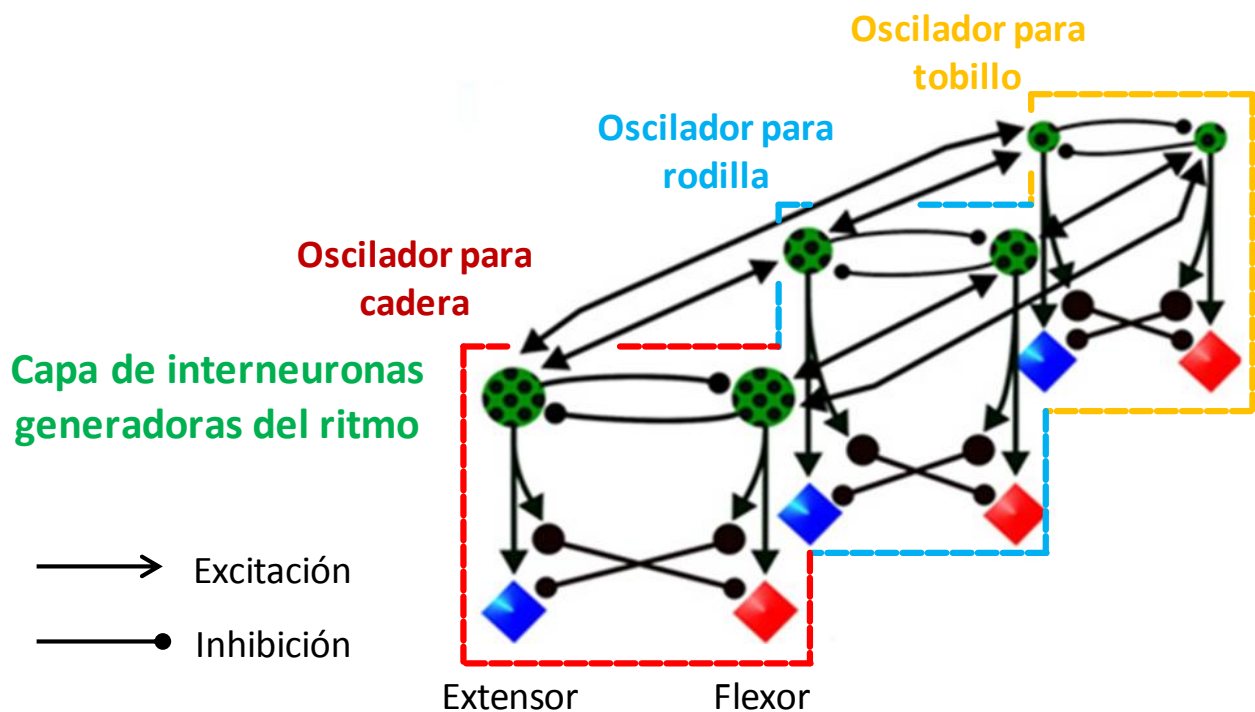 Oscilador para
tobillo
Oscilador para
rodilla
Oscilador para
cadera
Capa de interneuronas
generadoras del ritmo
Excitación
Inhibición
Extensor
Flexor